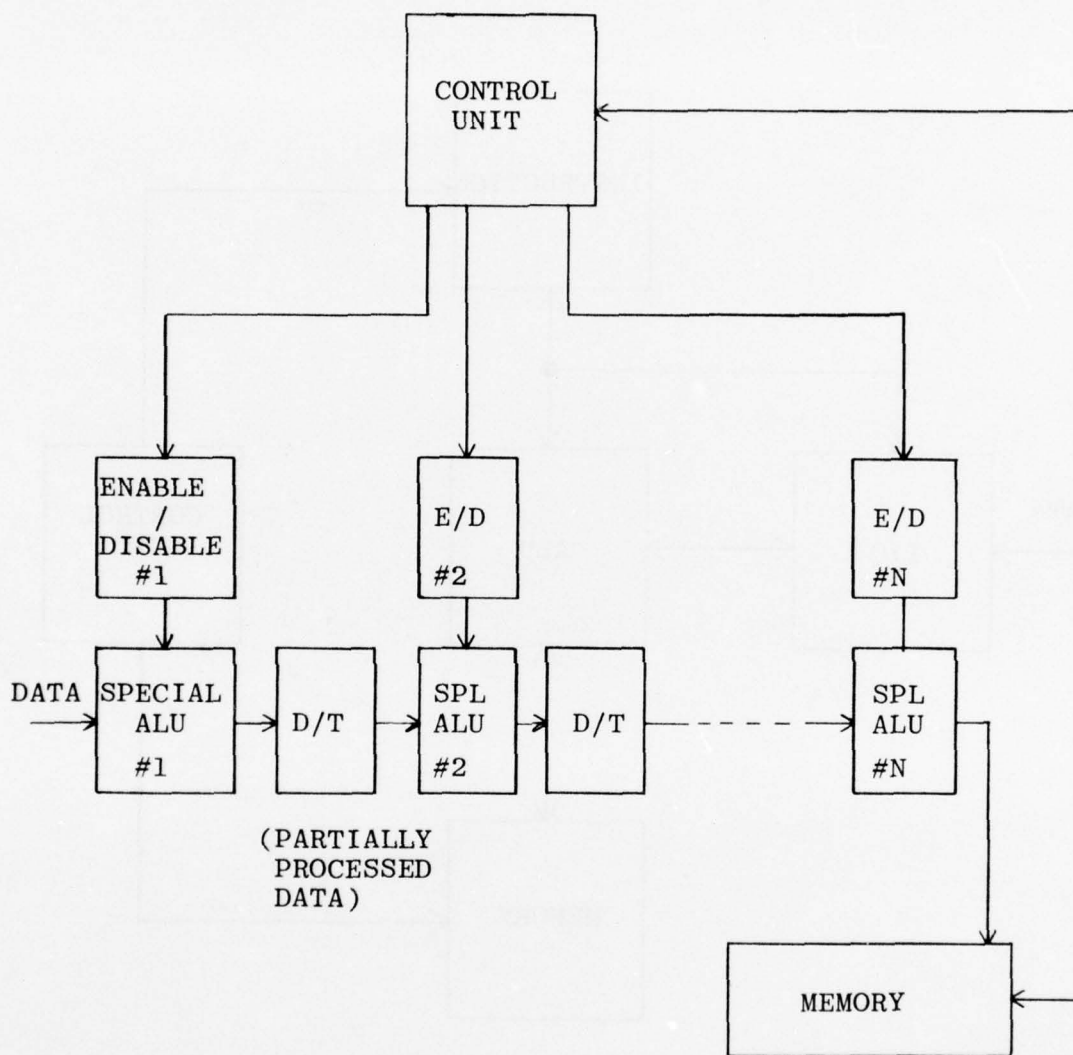 CONTROL
UNIT
ENABLE
/
DISABLE
#1
E/D
#2
E/D
#N
DATA
SPECIAL
ALU
#1
D/T
SPL
ALU
#2
D/T
SPL
ALU
#N
(PARTIALLY
PROCESSED
DATA)
MEMORY